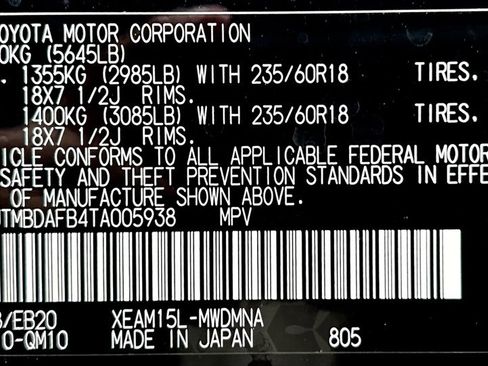 OYOTA MOTOR CORPORATION
0KG (5645LB)
. 1355KG (2985LB) WITH 235/60R18 TIRES.
18X7 1/2J RIMS.
1400KG (3085LB) WITH 235/60R18 TIRES.
18X7 1/2J RIMS.
ICLE CONFORMS TO ALL APPLICABLE FEDERAL MOTOR
SAFETY AND THEFT PREVENTION STANDARDS IN EFFE
OF MANUFACTURE SHOWN ABOVE.
JTMBDAFB4TA005938 MPV
/EB20 XEAM15L-MWDMNA
0-QM10 MADE IN JAPAN 805